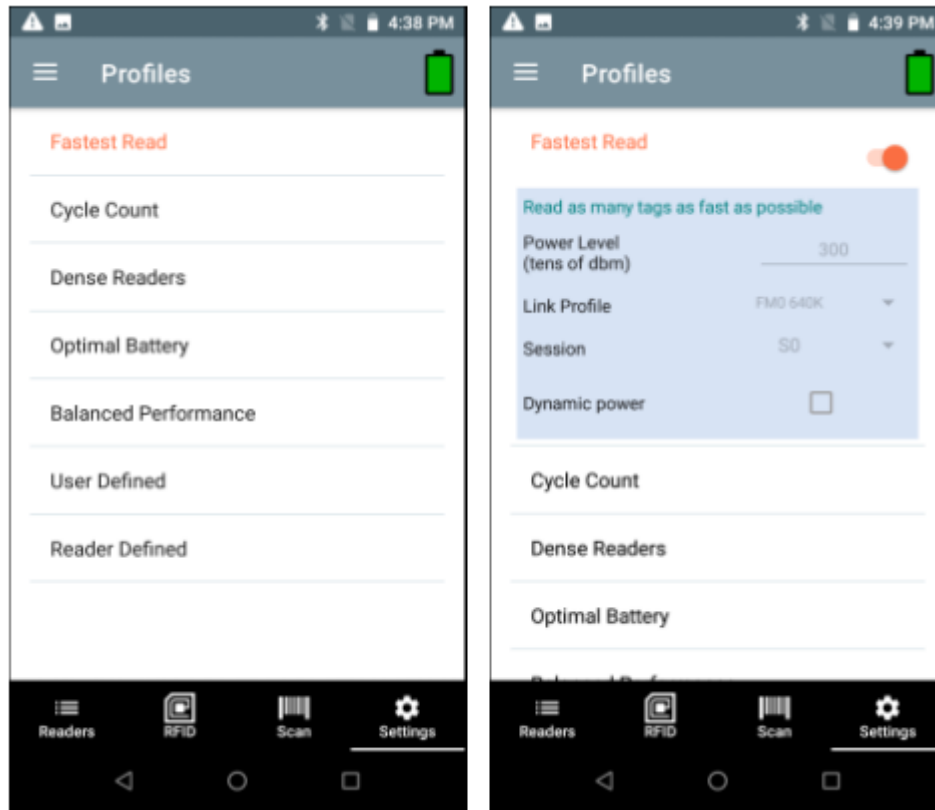 4:38 PM
Profiles
Fastest Read
Cycle Count
Dense Readers
Optimal Battery
Balanced Performance
User Defined
Reader Defined
Readers
RFID
Scan
Settings
4:39 PM
Profiles
Fastest Read
Read as many tags as fast as possible
Power Level
(tens of dbm)
300
Link Profile
FM0 640K
Session
S0
Dynamic power
Cycle Count
Dense Readers
Optimal Battery
Readers
RFID
Scan
Settings